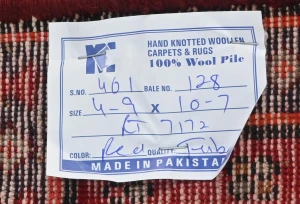 HAND KNOTTED WOOLLEN
CARPETS & RUGS
100% Wool Pile
S.NO. 461 BALE NO. 128
SIZE 4-9 X 10-7
7172
COLOR: Red QUALITY:
MADE IN PAKISTAN